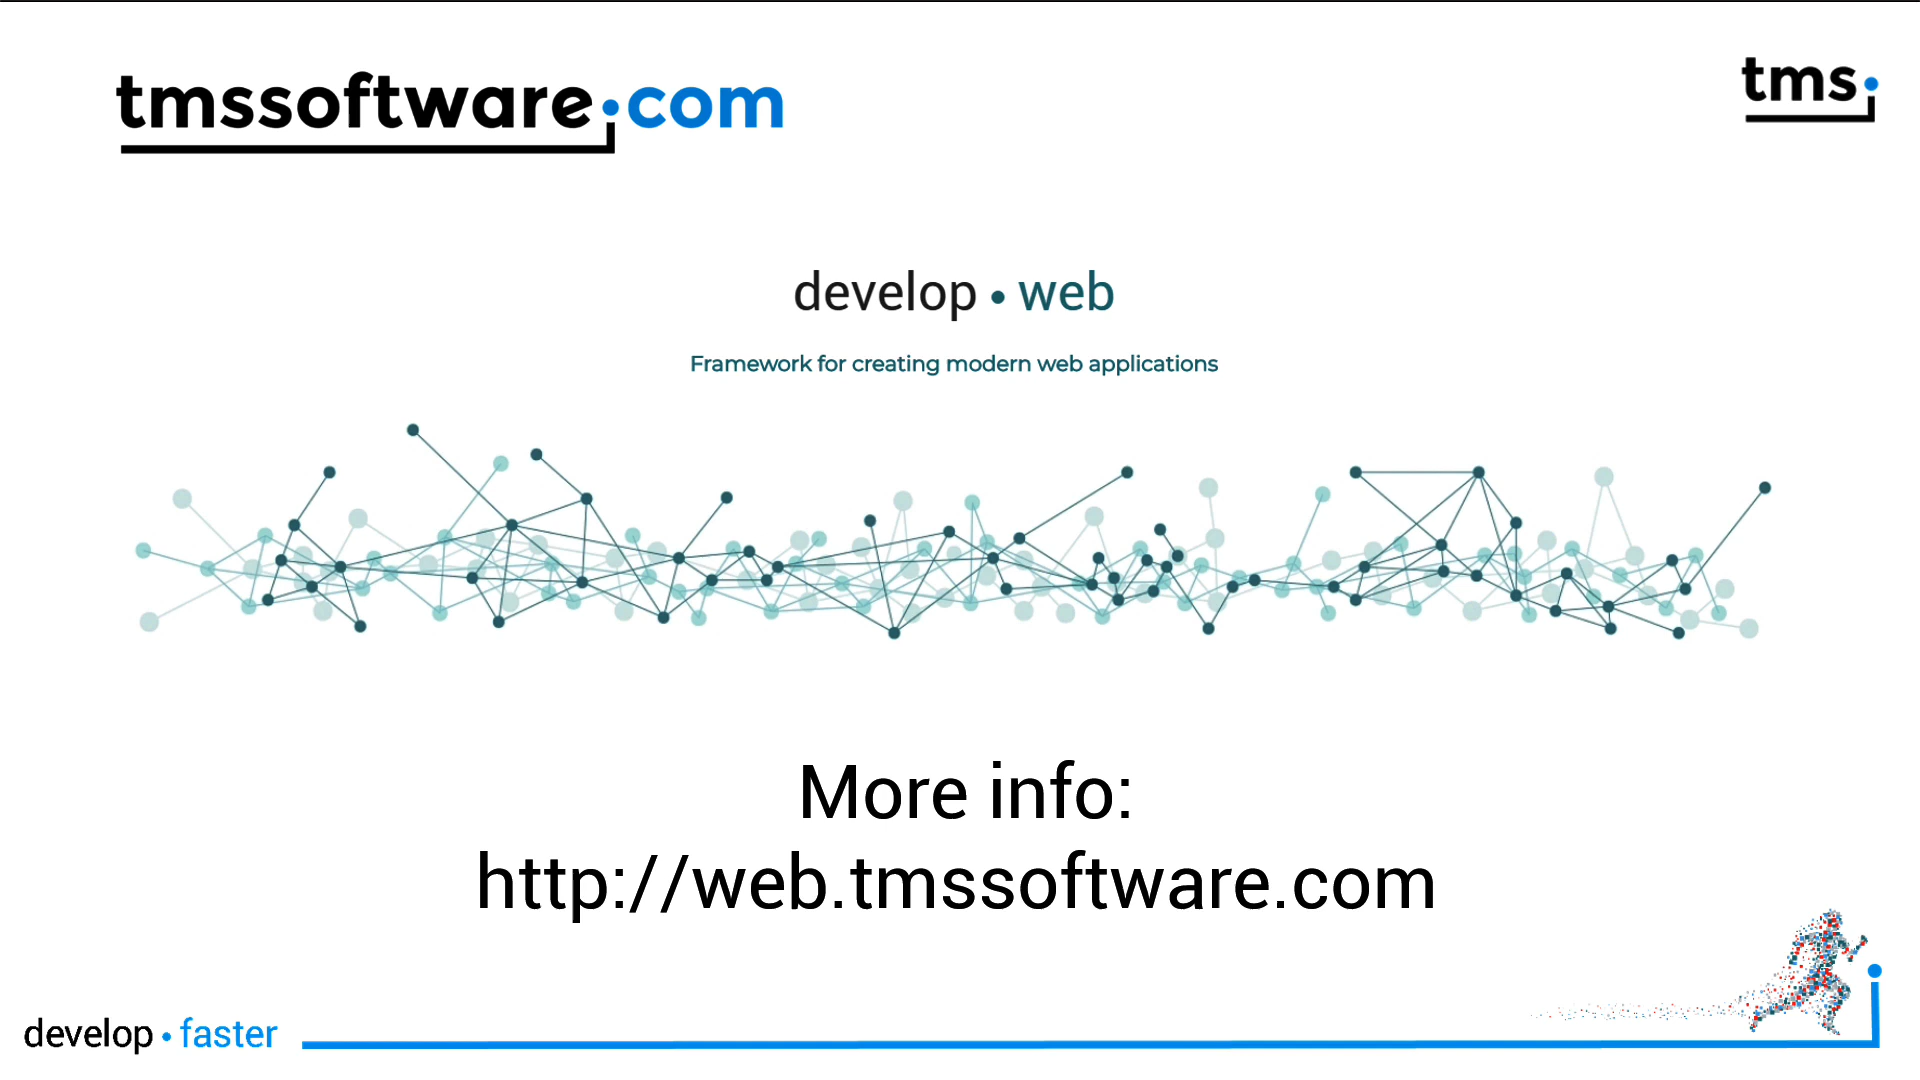 tmssoftware.com
tms
develop • web
Framework for creating modern web applications
More info:
http://web.tmssoftware.com
develop • faster